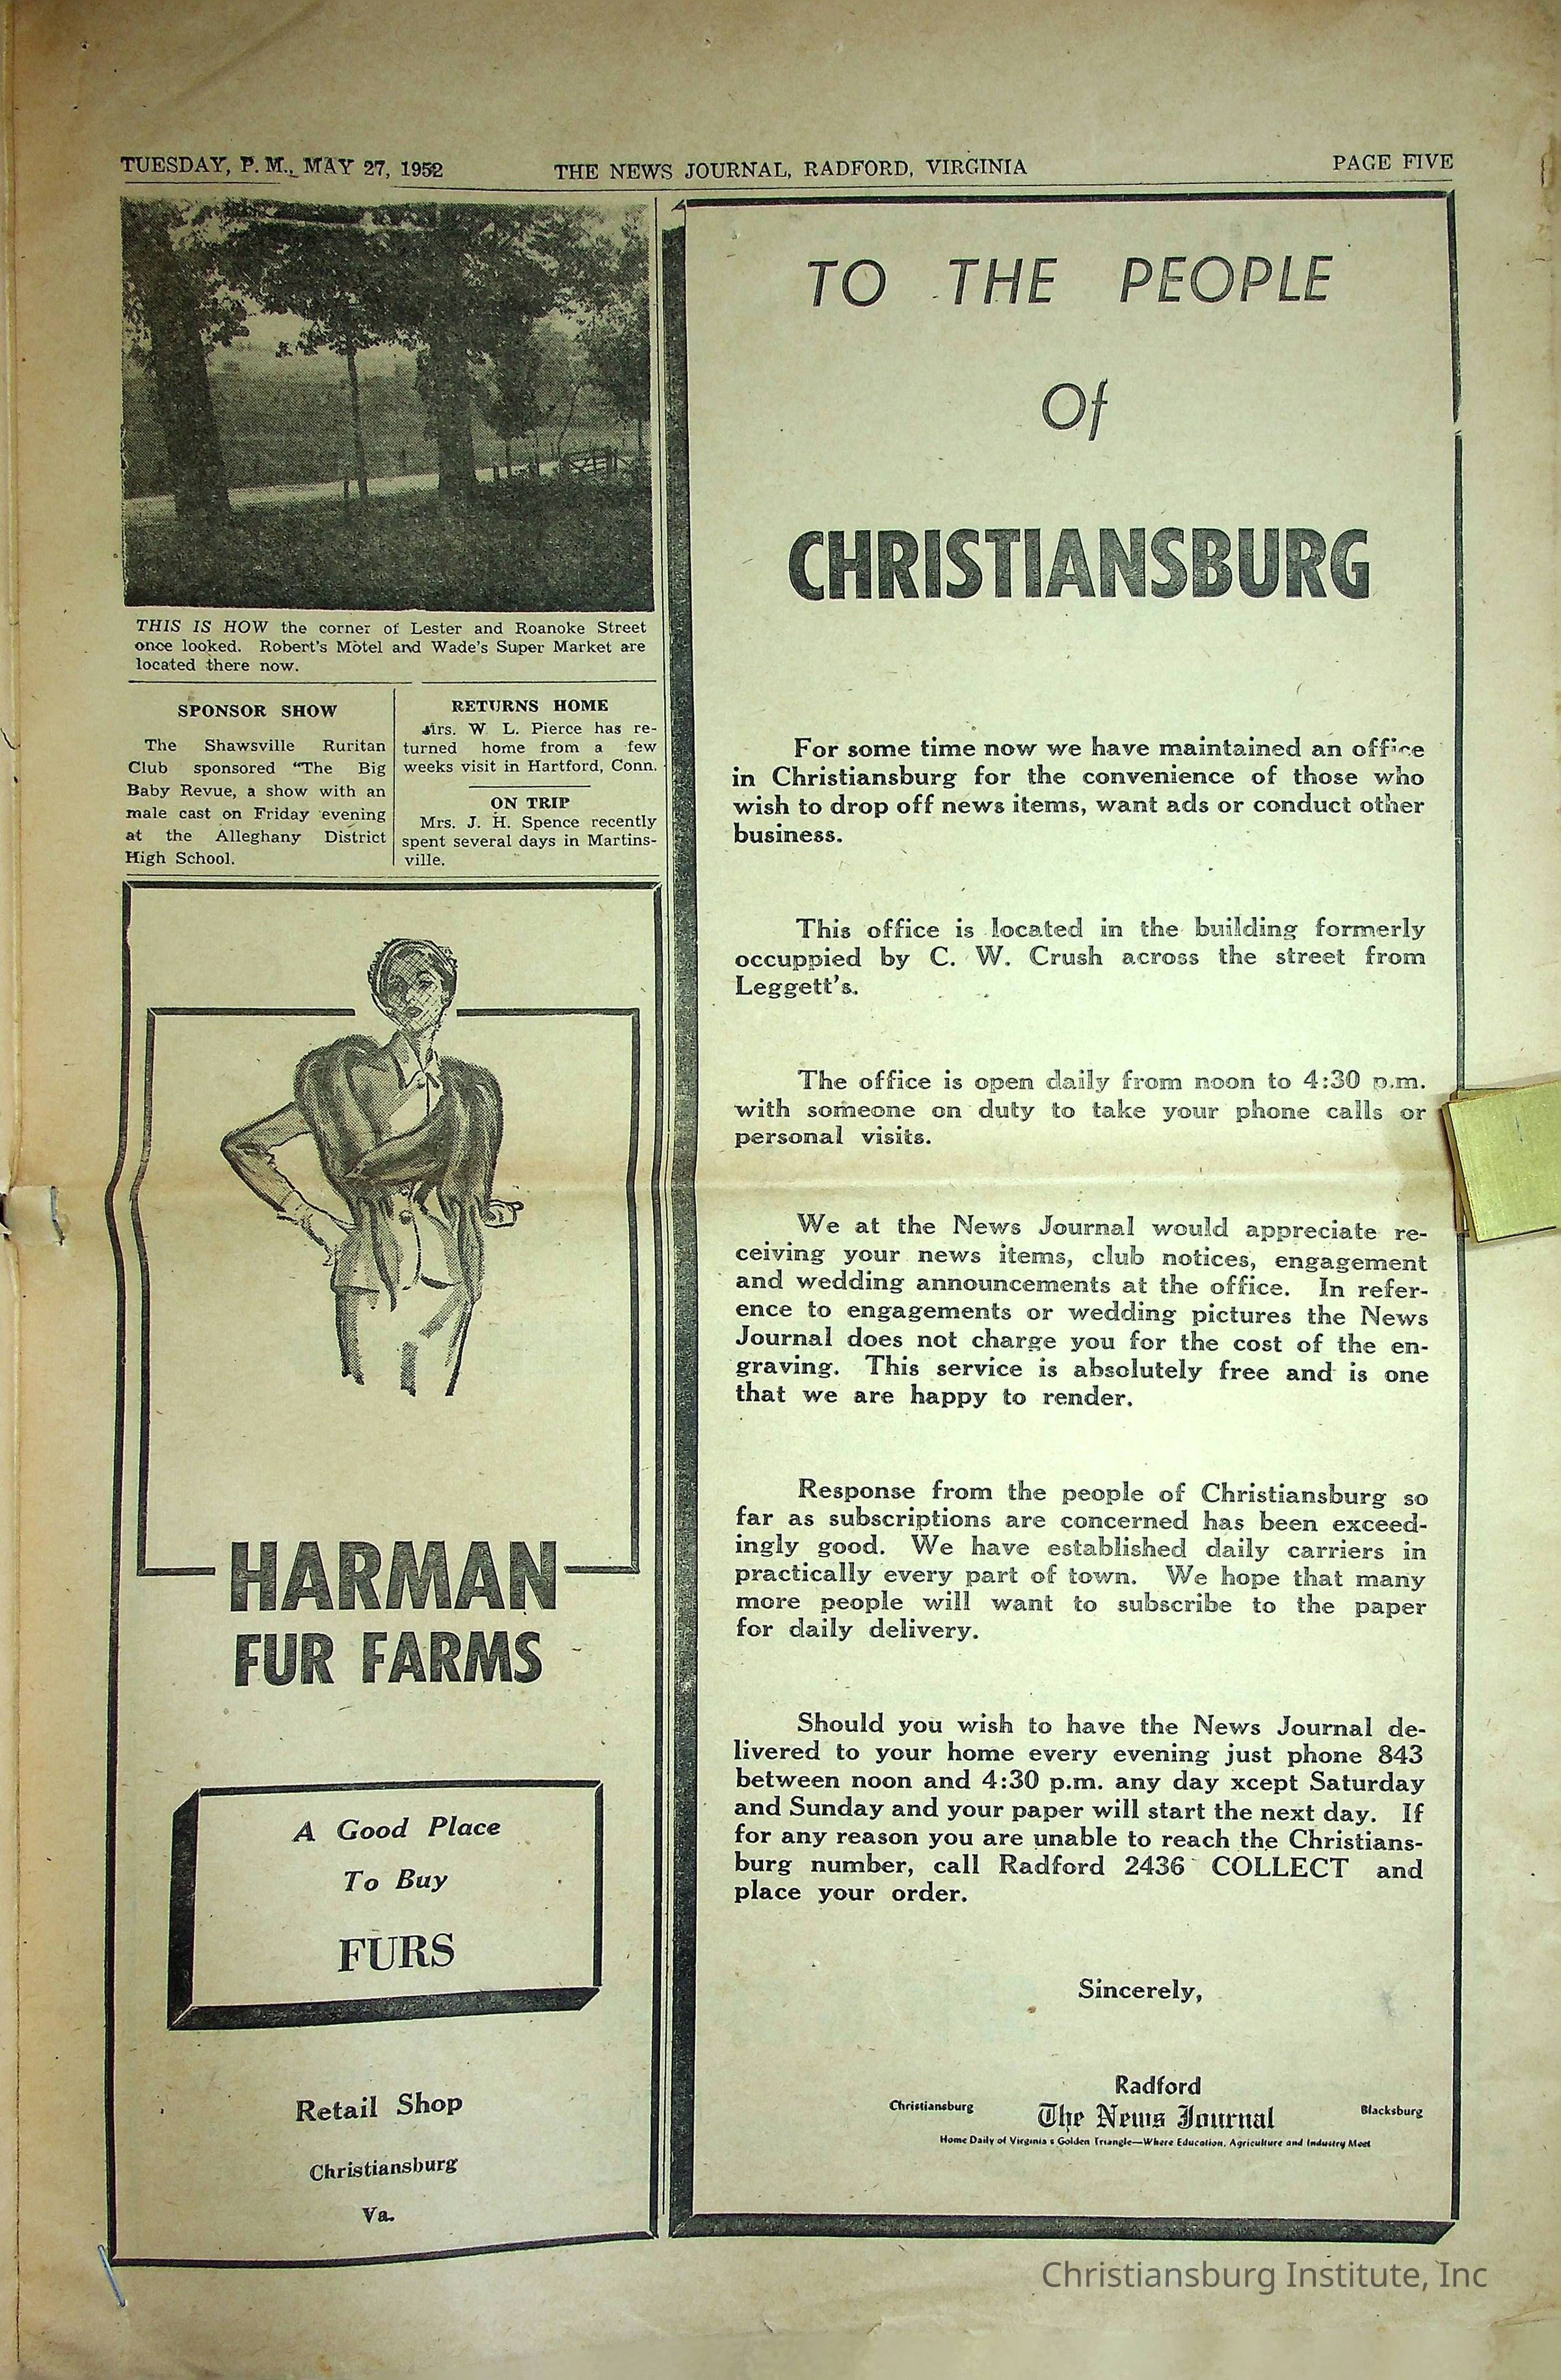 TUESDAY, P. M., MAY 27, 1952
THE NEWS JOURNAL, RADFORD, VIRGINIA
PAGE FIVE
THIS IS HOW the corner of Lester and Roanoke Street
once looked. Robert's Motel and Wade's Super Market are
located there now.
SPONSOR SHOW
The Shawsville Ruritan
Club sponsored "The Big
Baby Revue, a show with an
male cast on Friday evening
at the Alleghany District
High School.
RETURNS HOME
Mrs. W. L. Pierce has re-
turned home from a few
weeks visit in Hartford, Conn.
ON TRIP
Mrs. J. H. Spence recently
spent several days in Martins-
ville.
HARMAN
FUR FARMS
A Good Place
To Buy
FURS
Retail Shop
Christiansburg
Va.
TO THE PEOPLE
Of
CHRISTIANSBURG
For some time now we have maintained an office
in Christiansburg for the convenience of those who
wish to drop off news items, want ads or conduct other
business.
This office is located in the building formerly
occuppied by C. W. Crush across the street from
Leggett's.
The office is open daily from noon to 4:30 p.m.
with someone on duty to take your phone calls or
personal visits.
We at the News Journal would appreciate re-
ceiving your news items, club notices, engagement
and wedding announcements at the office. In refer-
ence to engagements or wedding pictures the News
Journal does not charge you for the cost of the en-
graving. This service is absolutely free and is one
that we are happy to render.
Response from the people of Christiansburg so
far as subscriptions are concerned has been exceed-
ingly good. We have established daily carriers in
practically every part of town. We hope that many
more people will want to subscribe to the paper
for daily delivery.
Should you wish to have the News Journal de-
livered to your home every evening just phone 843
between noon and 4:30 p.m. any day xcept Saturday
and Sunday and your paper will start the next day. If
for any reason you are unable to reach the Christians-
burg number, call Radford 2436 COLLECT and
place your order.
Sincerely,
Radford
Christiansburg
The News Journal
Blacksburg
Home Daily of Virginia s Golden Triangle—Where Education, Agriculture and Industry Meet
Christiansburg Institute, Inc